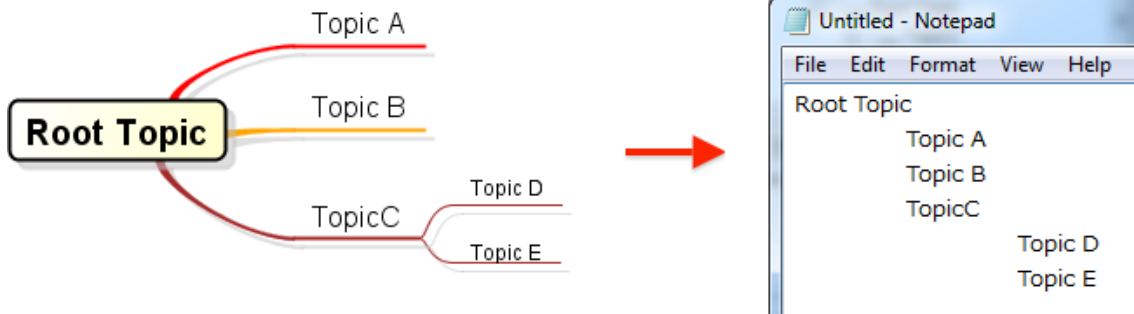 Topic A
Topic B
Root Topic
TopicC
Topic D
Topic E
Untitled - Notepad
File Edit Format View Help
Root Topic
Topic A
Topic B
TopicC
Topic D
Topic E